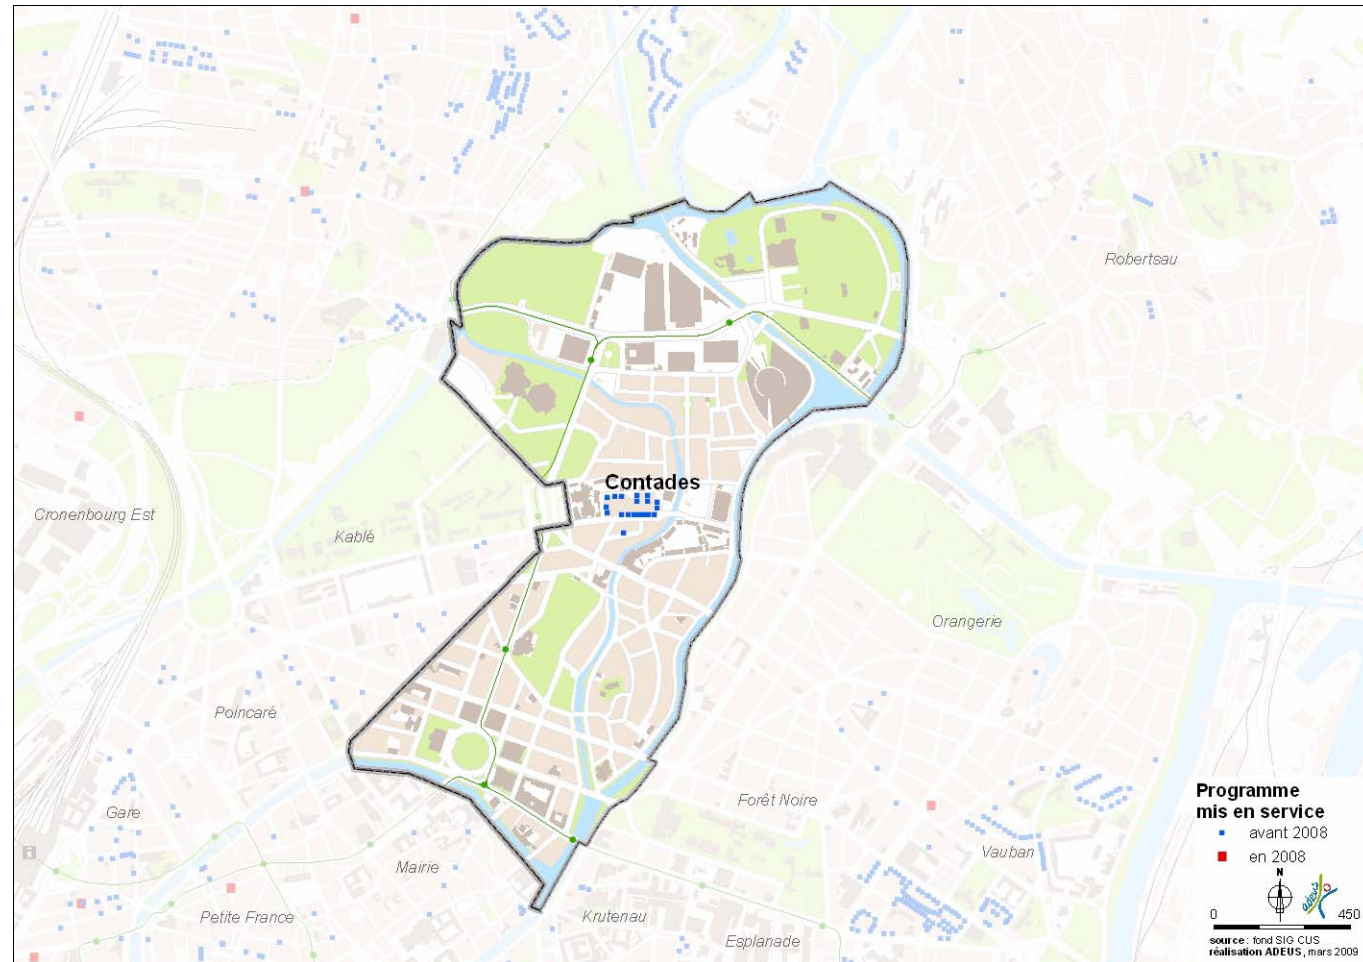 Robertsau
Contades
Cronenbourg Est
Kablé
Orangerie
Poincaré
Forêt Noire
Gare
Vauban
Mairie
Petite France
Krutenau
Esplanade
Programme
mis en service
avant 2008
en 2008
N
adeus
0 450
source : fond SIG CUS
réalisation ADEUS, mars 2009